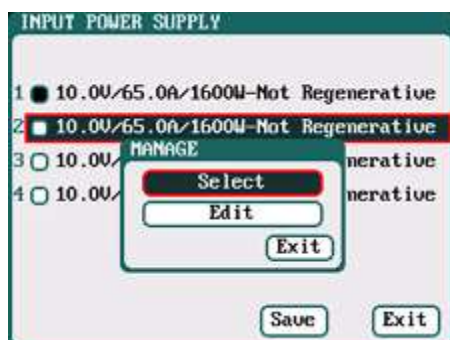 INPUT POWER SUPPLY
1 10.0V/65.0A/1600W-Not Regenerative
2 10.0V/65.0A/1600W-Not Regenerative
3 10.0V/ nerative
4 10.0V/ nerative
MANAGE
Select
Edit
Exit
Save Exit